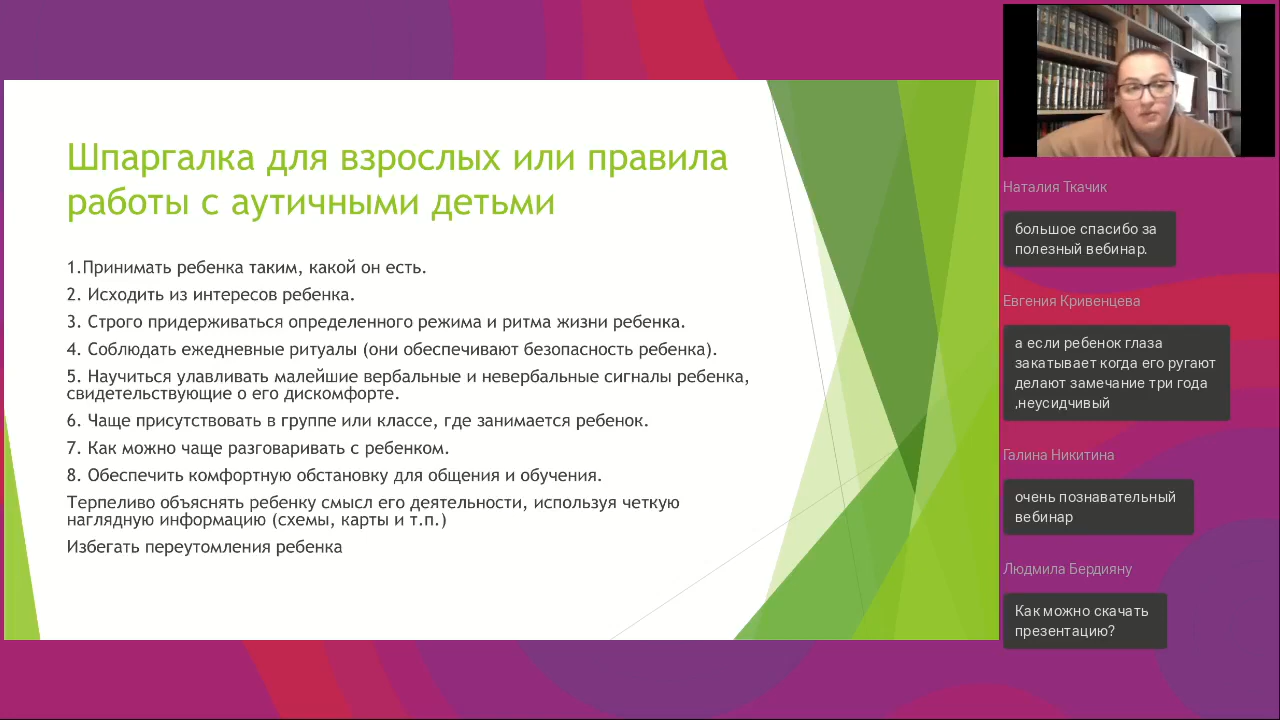 Шпаргалка для взрослых или правила
работы с аутичными детьми
1.Принимать ребенка таким, какой он есть.
2. Исходить из интересов ребенка.
3. Строго придерживаться определенного режима и ритма жизни ребенка.
4. Соблюдать ежедневные ритуалы (они обеспечивают безопасность ребенка).
5. Научиться улавливать малейшие вербальные и невербальные сигналы ребенка,
свидетельствующие о его дискомфорте.
6. Чаще присутствовать в группе или классе, где занимается ребенок.
7. Как можно чаще разговаривать с ребенком.
8. Обеспечить комфортную обстановку для общения и обучения.
Терпеливо объяснять ребенку смысл его деятельности, используя четкую
наглядную информацию (схемы, карты и т.п.)
Избегать переутомления ребенка
Наталия Ткачик
большое спасибо за
полезный вебинар.
Евгения Кривенцева
а если ребенок глаза
закатывает когда его ругают
делают замечание три года
,неусидчивый
Галина Никитина
очень познавательный
вебинар
Людмила Бердияну
Как можно скачать
презентацию?